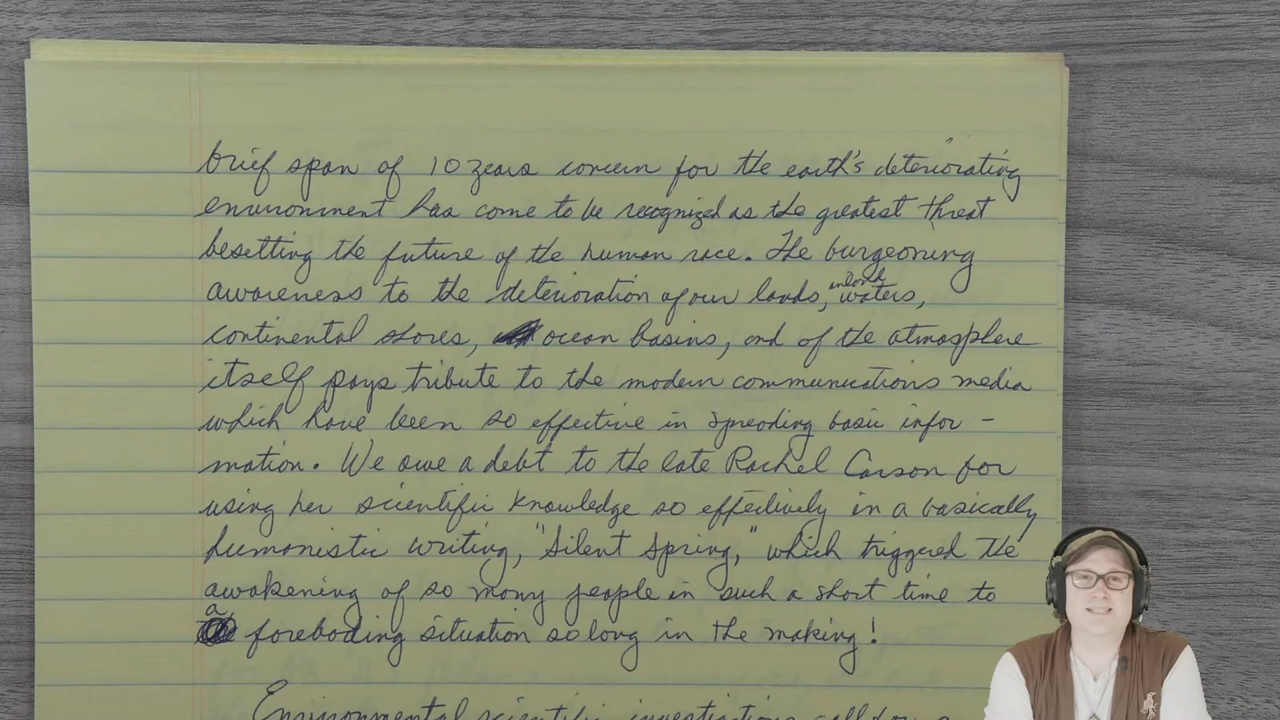 brief span of 10 years concern for the earth's deteriorating
environment has come to be recognized as the greatest threat
besetting the future of the human race. The burgeoning
awareness to the deterioration of our lands, inland waters,
continental shores, ocean basins, and of the atmosphere
itself pays tribute to the modern communications media
which have been so effective in spreading basic infor-
mation. We owe a debt to the late Rachel Carson for
using her scientific knowledge so effectively in a basically
humanistic writing, "Silent Spring," which triggered the
awakening of so many people in such a short time to
a foreboding situation so long in the making!
Environmental scientific investigations call for a